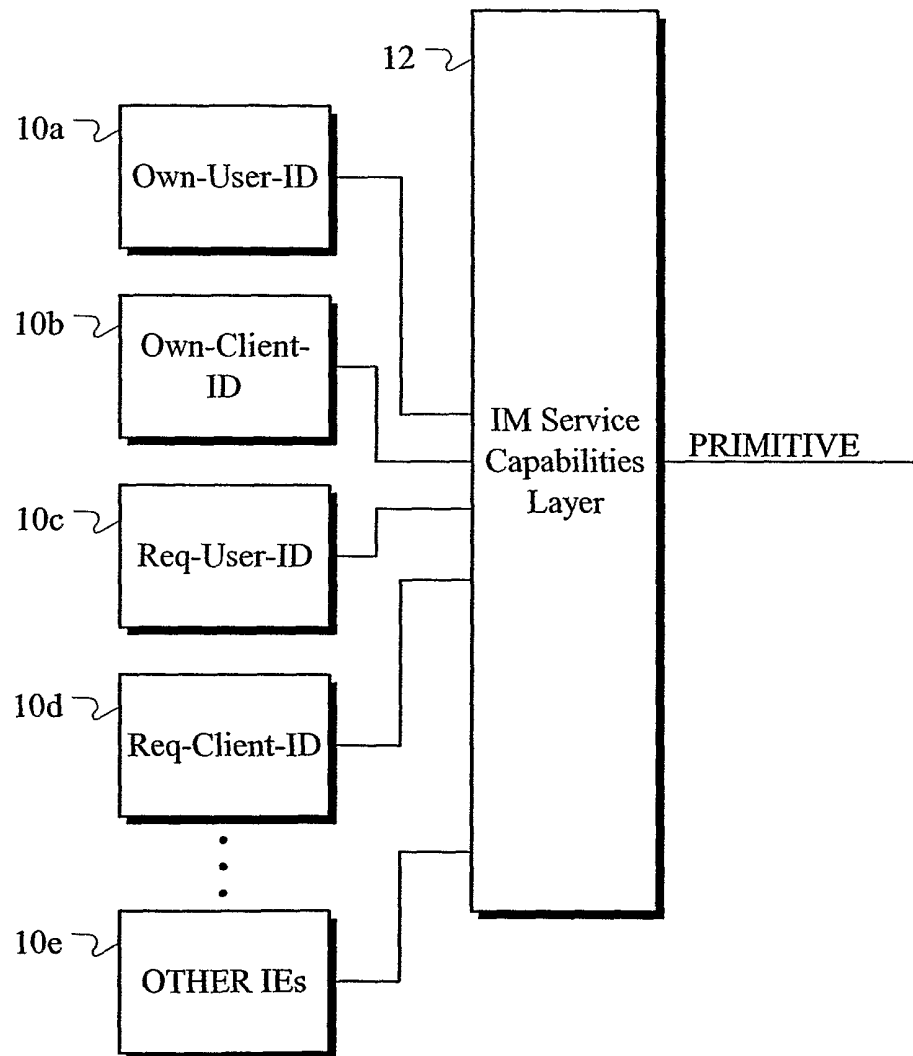 12
10a
Own-User-ID
10b
Own-Client-
ID
10c
Req-User-ID
10d
Req-Client-ID
10e
OTHER IEs
IM Service
Capabilities
Layer
PRIMITIVE